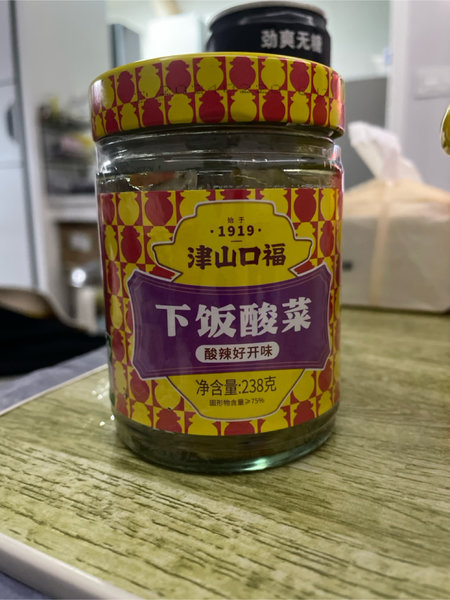 劲爽无糖
始于
·1919·
津山口福
下饭酸菜
酸辣好开味
净含量:238克
固形物含量≥75%